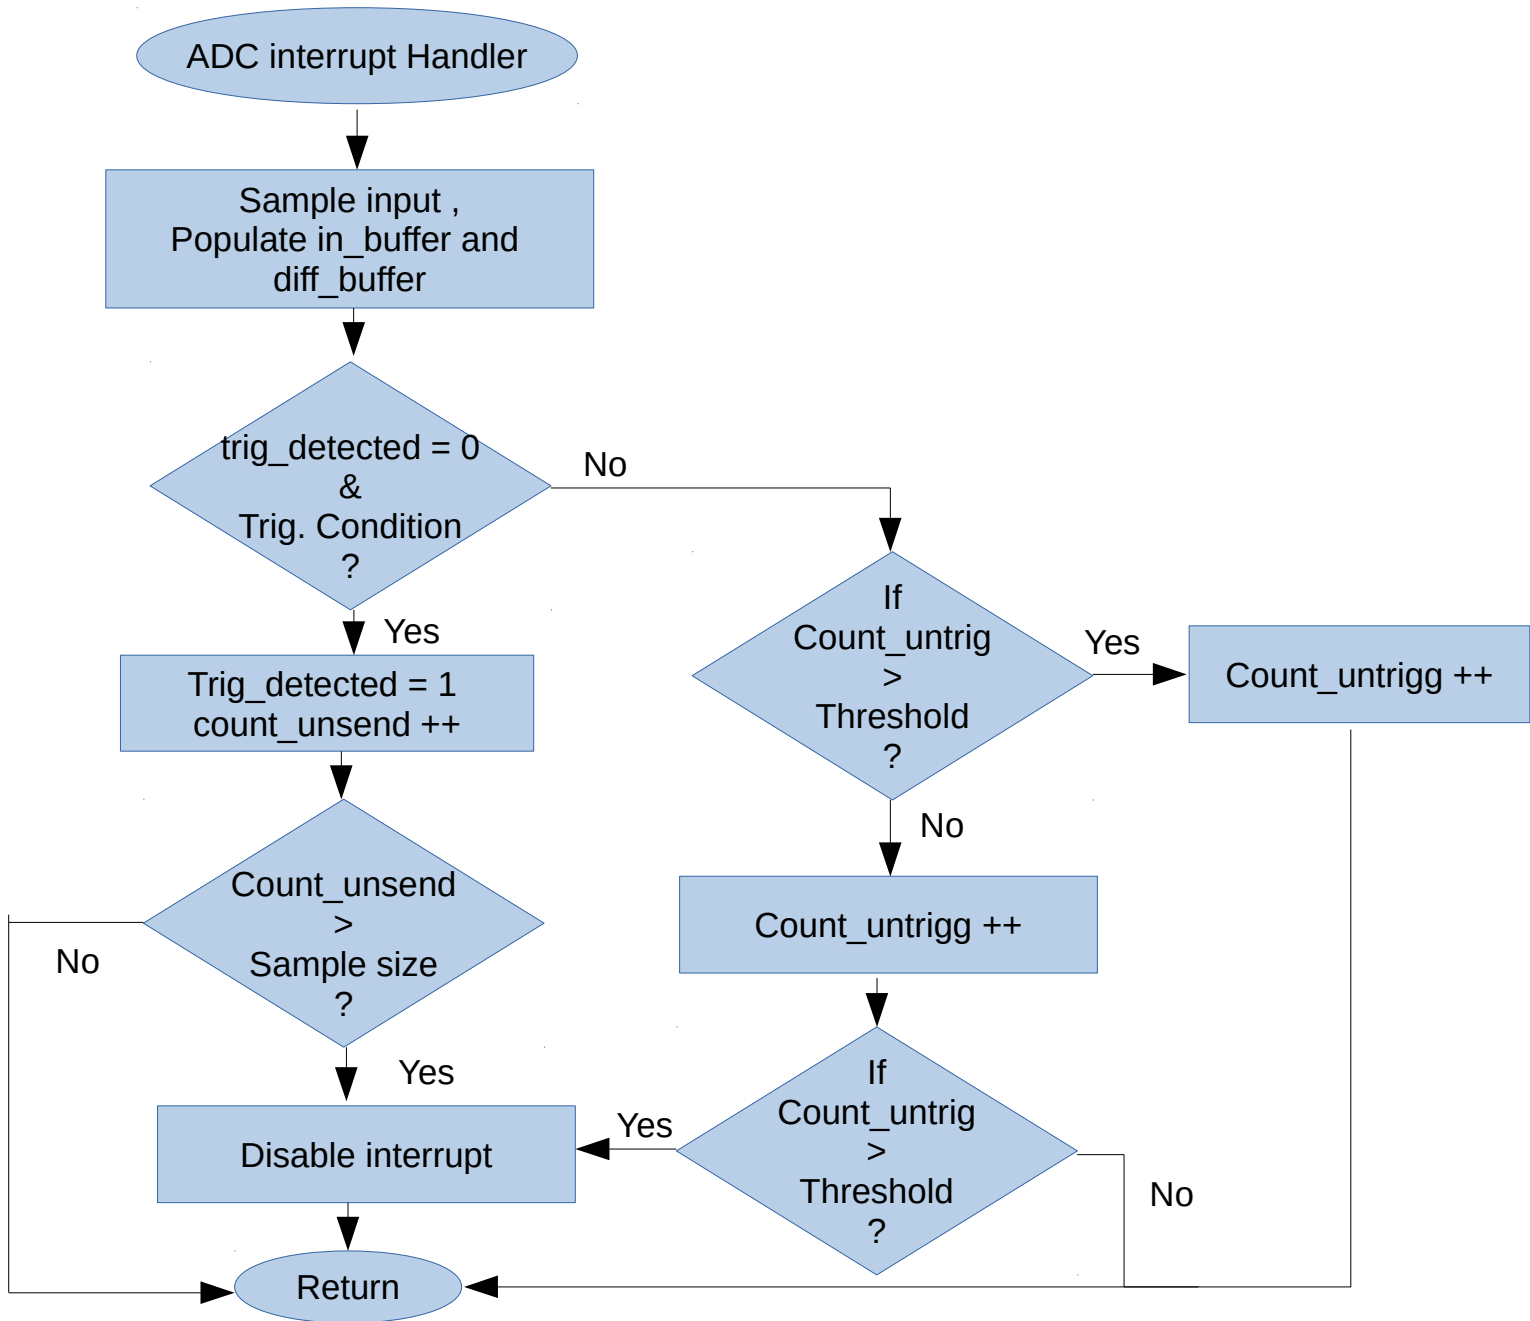 ADC interrupt Handler
Sample input ,
Populate in_buffer and
diff_buffer
trig_detected = 0
&
Trig. Condition
?
No
Yes
Trig_detected = 1
count_unsend ++
Count_unsend
>
Sample size
?
No
Yes
Disable interrupt
Return
If
Count_untrig
>
Threshold
?
Yes
Count_untrigg ++
No
Count_untrigg ++
If
Count_untrig
>
Threshold
?
Yes
No